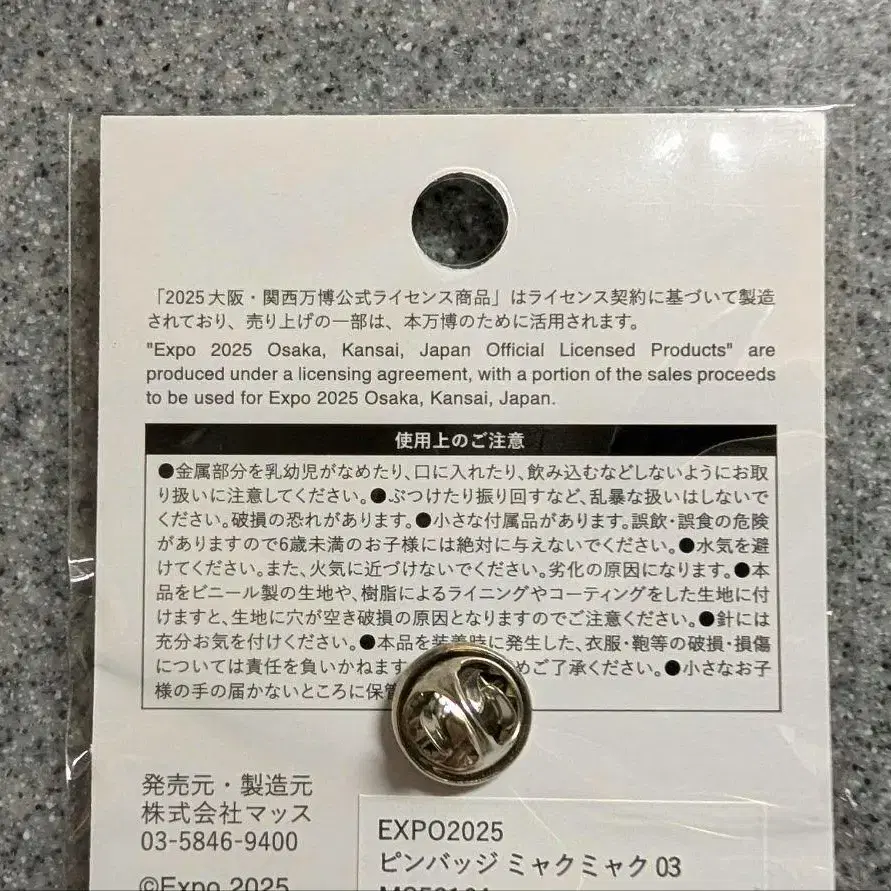 「2025大阪・関西万博公式ライセンス商品」はライセンス契約に基づいて製造
されており、売り上げの一部は、本万博のために活用されます。
"Expo 2025 Osaka, Kansai, Japan Official Licensed Products" are
produced under a licensing agreement, with a portion of the sales proceeds
to be used for Expo 2025 Osaka, Kansai, Japan.
使用上のご注意
●金属部分を乳幼児がなめたり、口に入れたり、飲み込むなどしないようにお取
り扱いに注意してください。●ぶつけたり振り回すなど、乱暴な扱いはしないで
ください。破損の恐れがあります。●小さな付属品があります。誤飲・誤食の危険
がありますので6歳未満のお子様には絶対に与えないでください。●水気を避
けてください。また、火気に近づけないでください。劣化の原因になります。●本
品をビニール製の生地や、樹脂によるライニングやコーティングをした生地に付
けますと、生地に穴が空き破損の原因となりますのでご注意ください。●針には
充分お気を付けください。●本品を装着時に発生した、衣服・鞄等の破損・損傷
については責任を負いかねます めご了承ください。●小さなお子
様の手の届かないところに保管
発売元・製造元
株式会社マッス
03-5846-9400
©Expo 2025
EXPO2025
ピンバッジ ミャクミャク 03